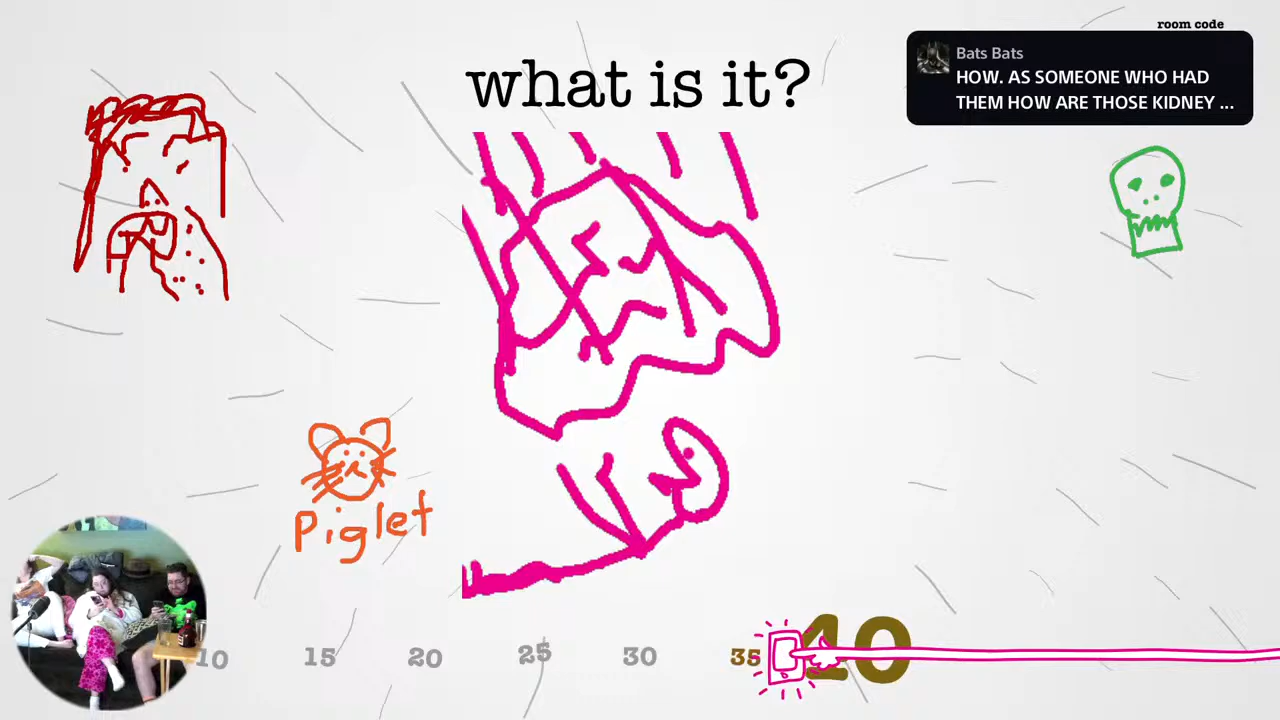 room code
what is it?
Bats Bats
HOW. AS SOMEONE WHO HAD
THEM HOW ARE THOSE KIDNEY ...
Piglet
10 15 20 25 30 35 40